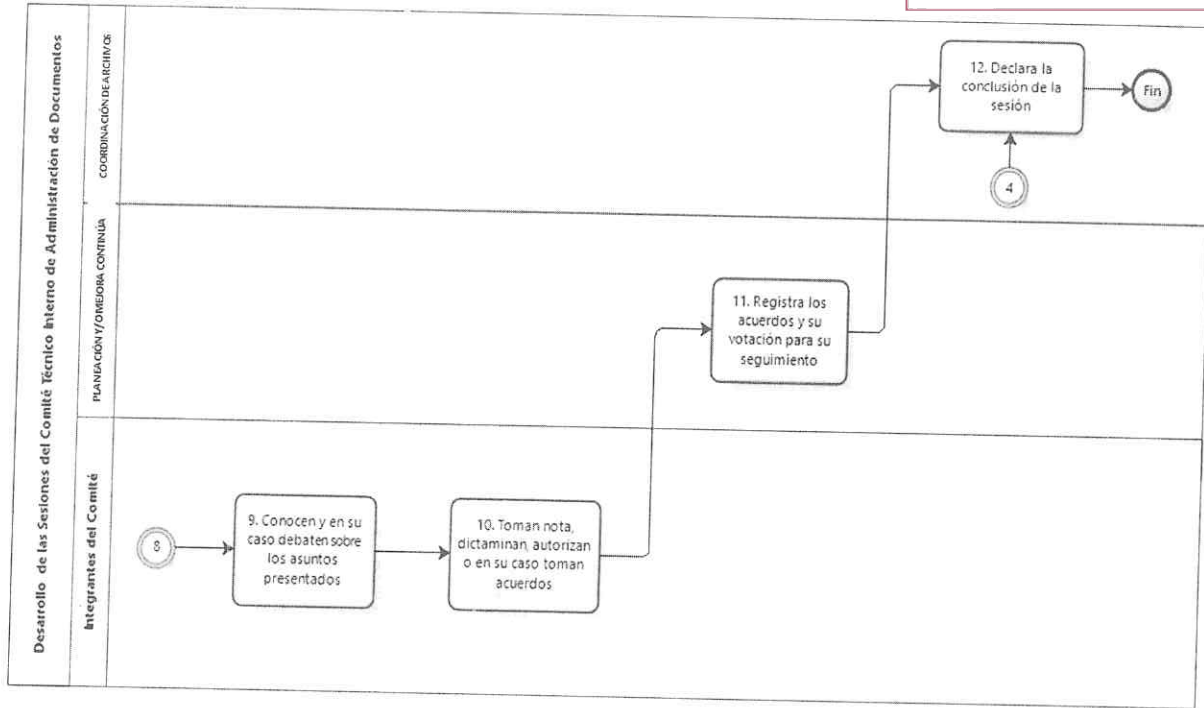 Desarrollo de las Sesiones del Comité Técnico Interno de Administración de Documentos
COORDINACIÓN DE ARCHIVOS
12. Declara la
conclusión de la
sesión
Fin
4
PLANEACIÓN Y/O MEJORA CONTINÚA
11. Registra los
acuerdos y su
votación para su
seguimiento
Integrantes del Comité
8
9. Conocen y en su
caso debaten sobre
los asuntos
presentados
10. Toman nota,
dictaminan, autorizan
o en su caso toman
acuerdos